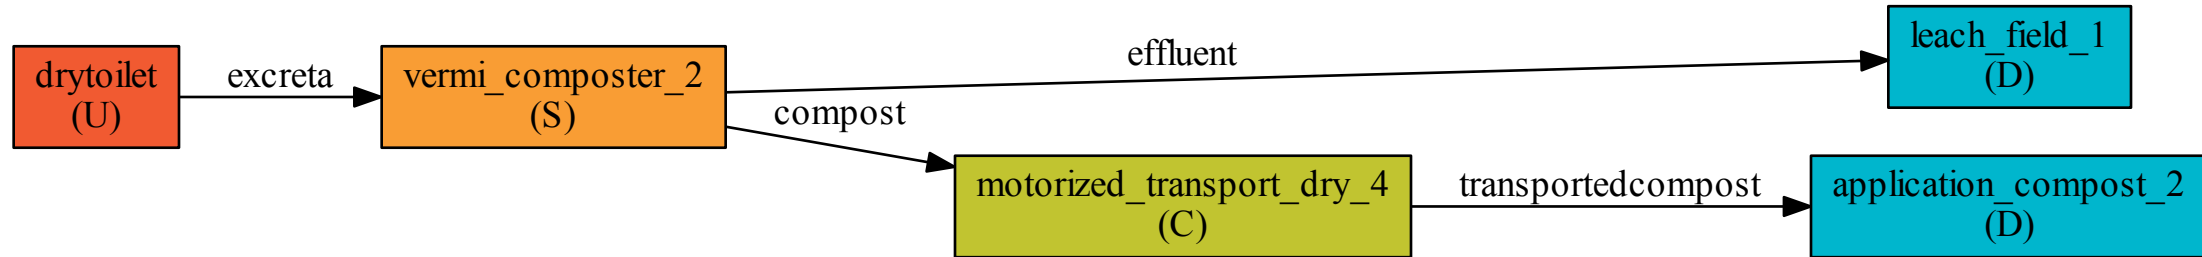 drytoilet
(U)
excreta
vermi_composter_2
(S)
effluent
leach_field_1
(D)
compost
motorized_transport_dry_4
(C)
transportedcompost
application_compost_2
(D)